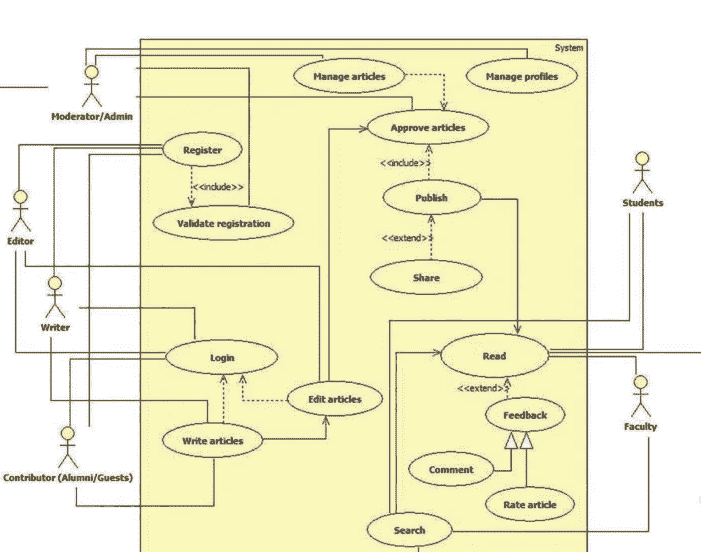 System
Manage articles
Manage profiles
Moderator/Admin
Approve articles
Register
<<include>>
<<include>>
Publish
Students
Validate registration
Editor
<<extend>>
Share
Writer
Login
Read
<<extend>>
Edit articles
Feedback
Faculty
Write articles
Comment
Contributor (Alumni/Guests)
Rate article
Search